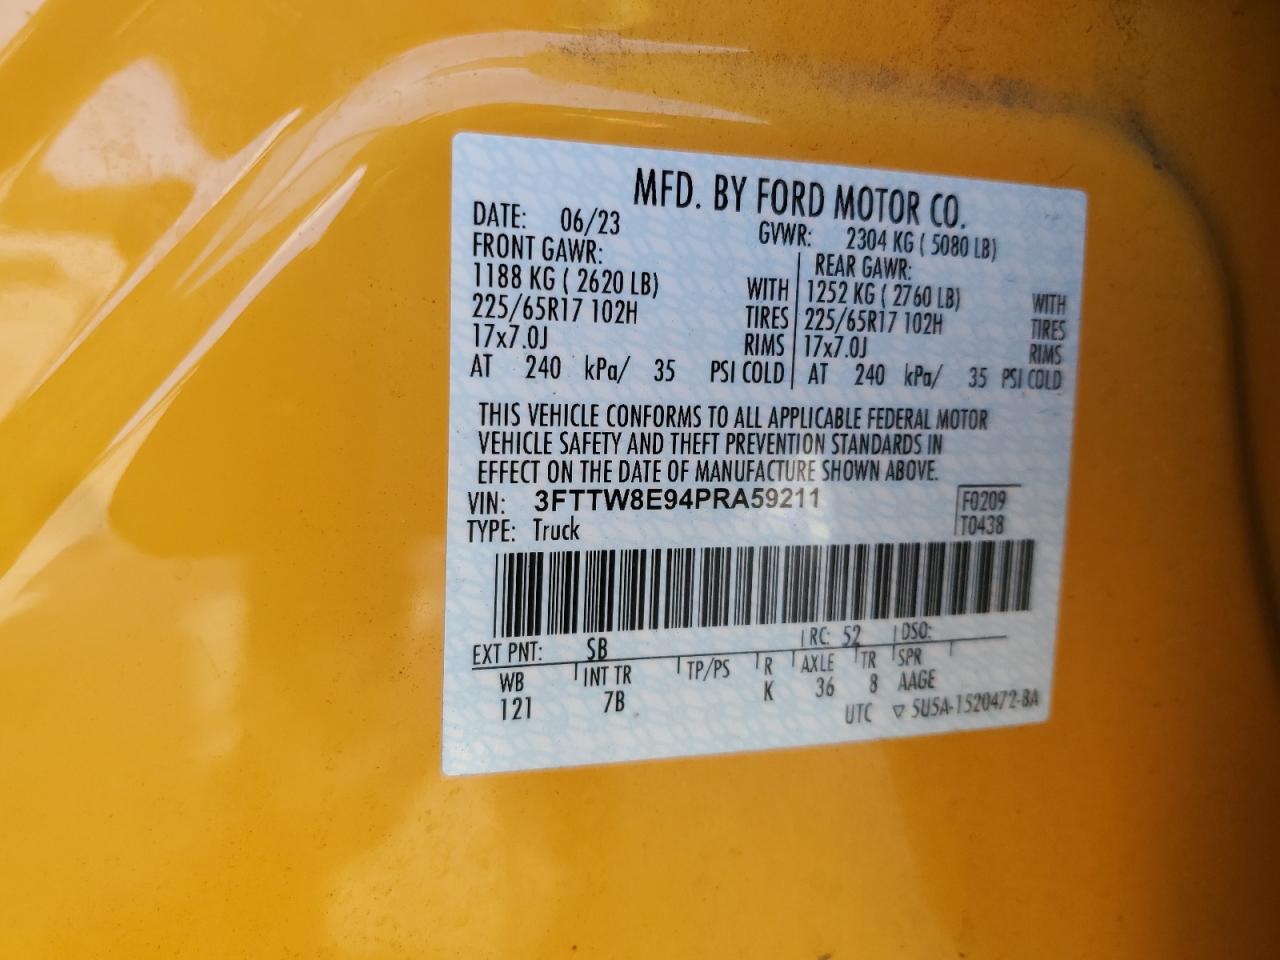 MFD. BY FORD MOTOR CO.
DATE: 06/23 GVWR: 2304 KG ( 5080 LB)
FRONT GAWR: REAR GAWR:
1188 KG ( 2620 LB) WITH 1252 KG ( 2760 LB) WITH
225/65R17 102H TIRES 225/65R17 102H TIRES
17x7.0J RIMS 17x7.0J RIMS
AT 240 kPa/ 35 PSI COLD AT 240 kPa/ 35 PSI COLD
THIS VEHICLE CONFORMS TO ALL APPLICABLE FEDERAL MOTOR
VEHICLE SAFETY AND THEFT PREVENTION STANDARDS IN
EFFECT ON THE DATE OF MANUFACTURE SHOWN ABOVE.
VIN: 3FTTW8E94PRA59211 F0209
TYPE: Truck T0438
EXT PNT: SB RC: 52 DSO:
WB INT TR TP/PS R AXLE TR SPR
121 7B K 36 8 AAGE
UTC ▽ 5U5A-1520472-BA